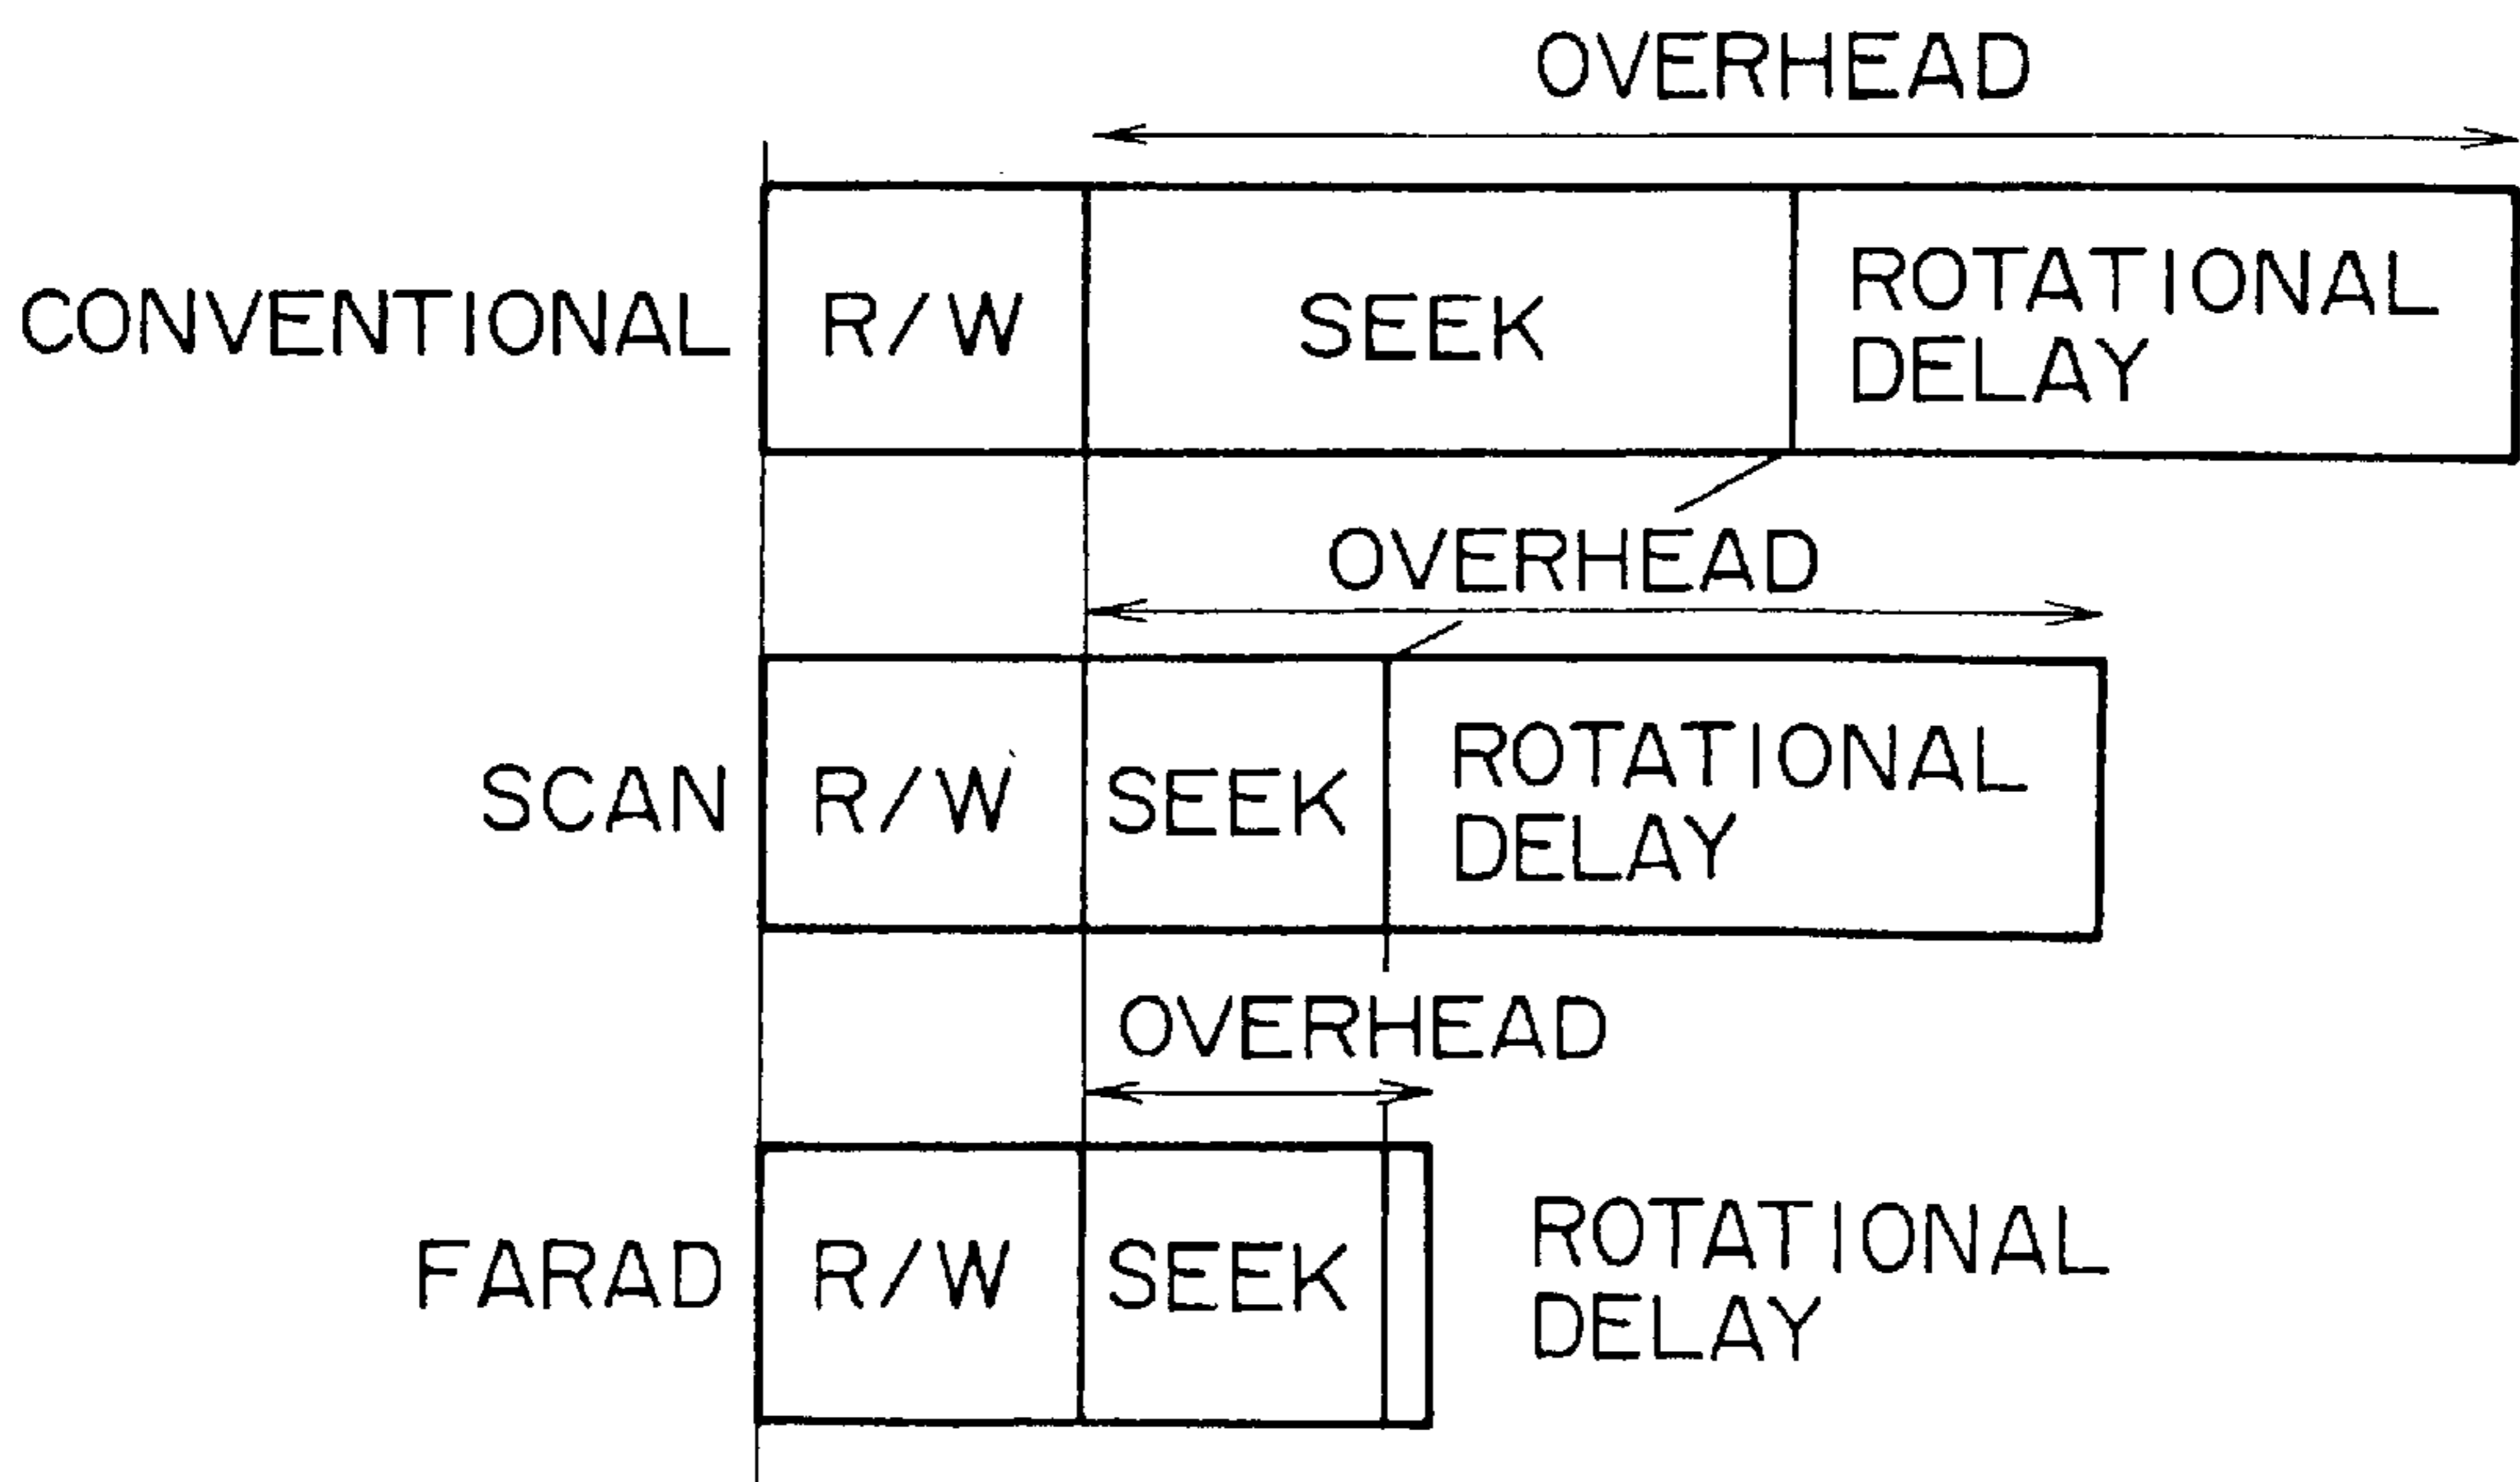 OVERHEAD
CONVENTIONAL R/W SEEK ROTATIONAL
DELAY
OVERHEAD
SCAN R/W SEEK ROTATIONAL
DELAY
OVERHEAD
FARAD R/W SEEK ROTATIONAL
DELAY